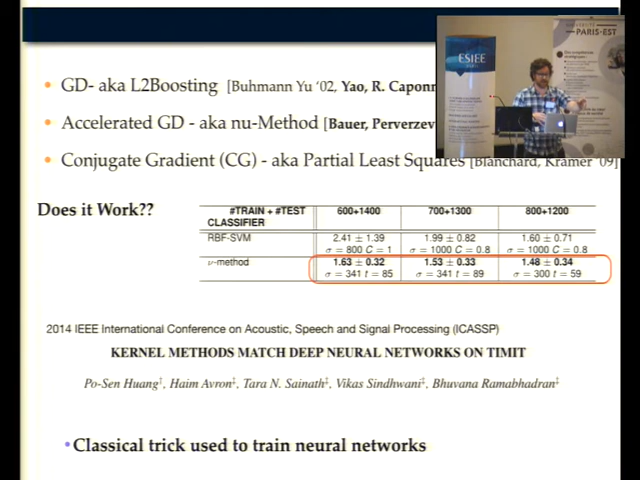 GD- aka L2Boosting [Buhmann Yu '02, Yao, R. Caponn
Accelerated GD - aka nu-Method [Bauer, Perverzev
Conjugate Gradient (CG) - aka Partial Least Squares [Blanchard, Kramer '09]
Does it Work??
#TRAIN + #TEST 600+1400 700+1300 800+1200
CLASSIFIER
RBF-SVM 2.41 ± 1.39 1.99 ± 0.82 1.60 ± 0.71
σ = 800 C = 1 σ = 1000 C = 0.8 σ = 1000 C = 0.8
ν-method 1.63 ± 0.32 1.53 ± 0.33 1.48 ± 0.34
σ = 341 t = 85 σ = 341 t = 89 σ = 300 t = 59
2014 IEEE International Conference on Acoustic, Speech and Signal Processing (ICASSP)
KERNEL METHODS MATCH DEEP NEURAL NETWORKS ON TIMIT
Po-Sen Huang†, Haim Avron‡, Tara N. Sainath‡, Vikas Sindhwani‡, Bhuvana Ramabhadran‡
Classical trick used to train neural networks
ESIEE
PARIS
UNIVERSITÉ
PARIS-EST